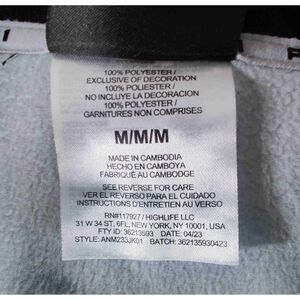 100% POLYESTER /
EXCLUSIVE OF DECORATION
100% POLYESTER /
NO INCLUYE LA DECORACION
100% POLYESTER /
GARNITURES NON COMPRISES
M/M/M
MADE IN CAMBODIA
HECHO EN CAMBOYA
FABRIQUÉ AU CAMBODGE
SEE REVERSE FOR CARE
VER EL REVERSO PARA EL CUIDADO
INSTRUCTIONS D'ENTRETIEN AU VERSO
RN#117927 / HIGHLIFE LLC
31 W 34 ST, 6FL, NEW YORK, NY 10001, USA
FTY ID: 36213593 DATE: 04/23
STYLE: ANM233JK01 BATCH: 362135930423